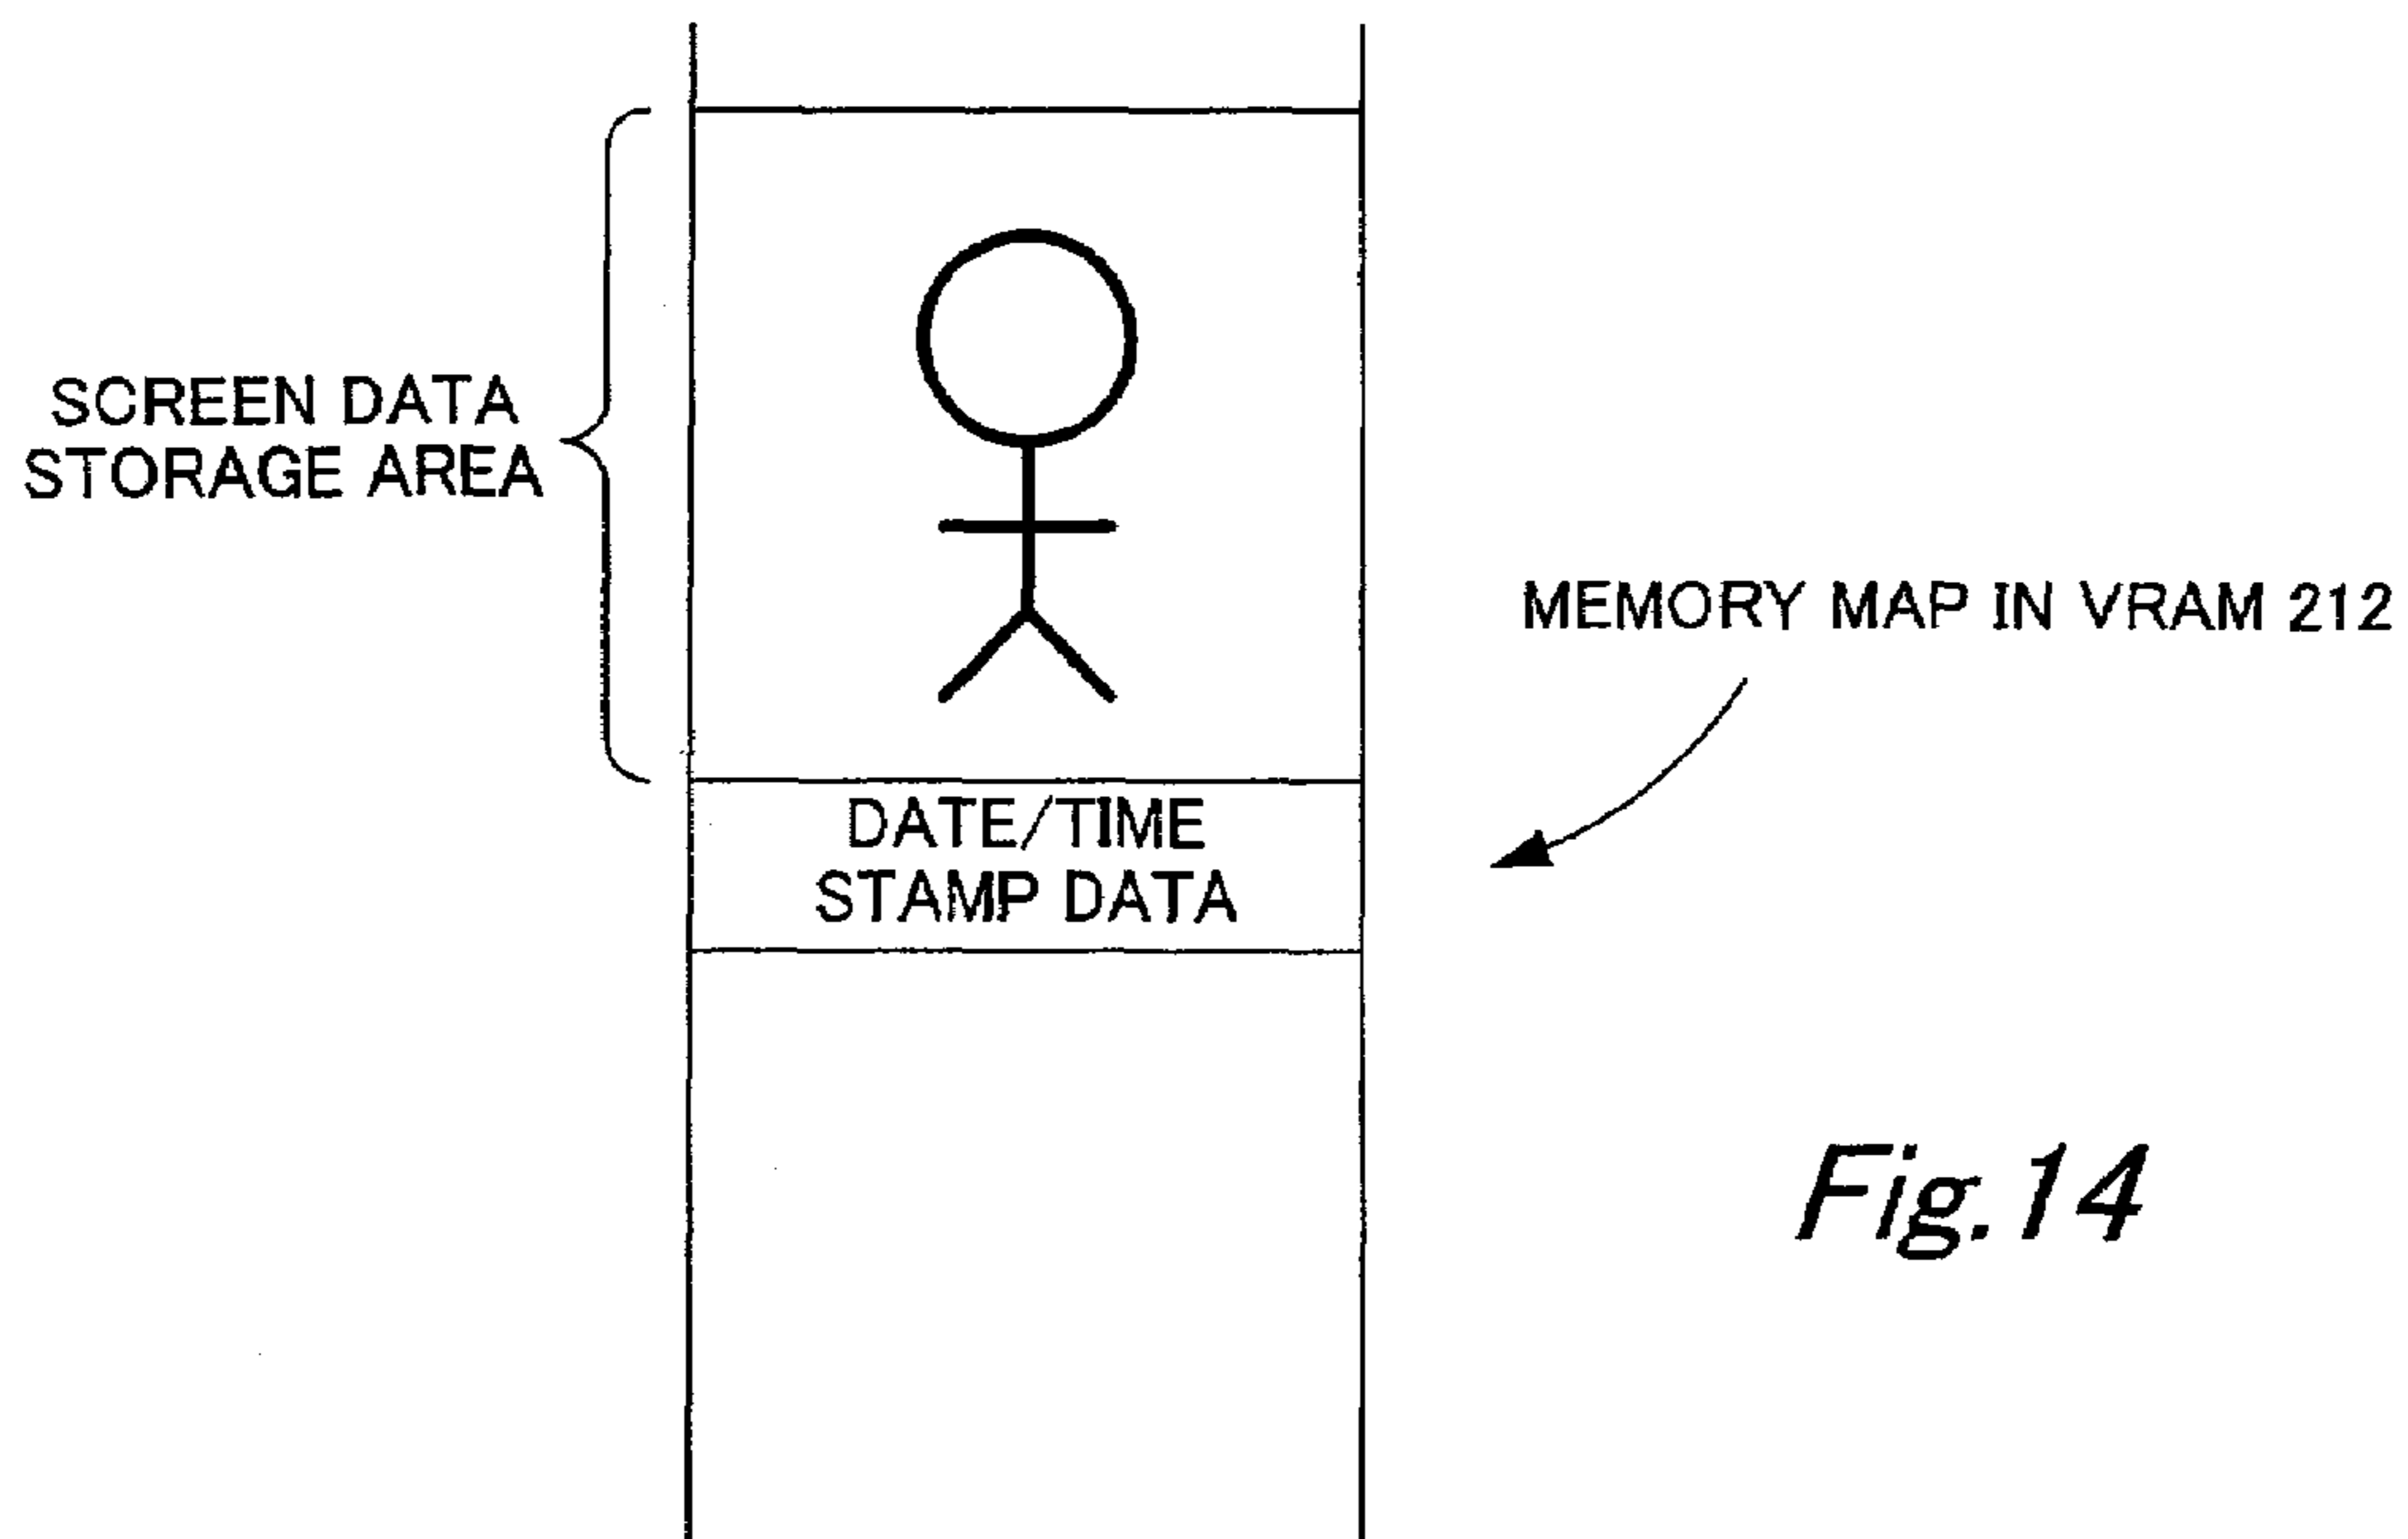 SCREEN DATA
STORAGE AREA
MEMORY MAP IN VRAM 212
DATE/TIME
STAMP DATA
Fig.14